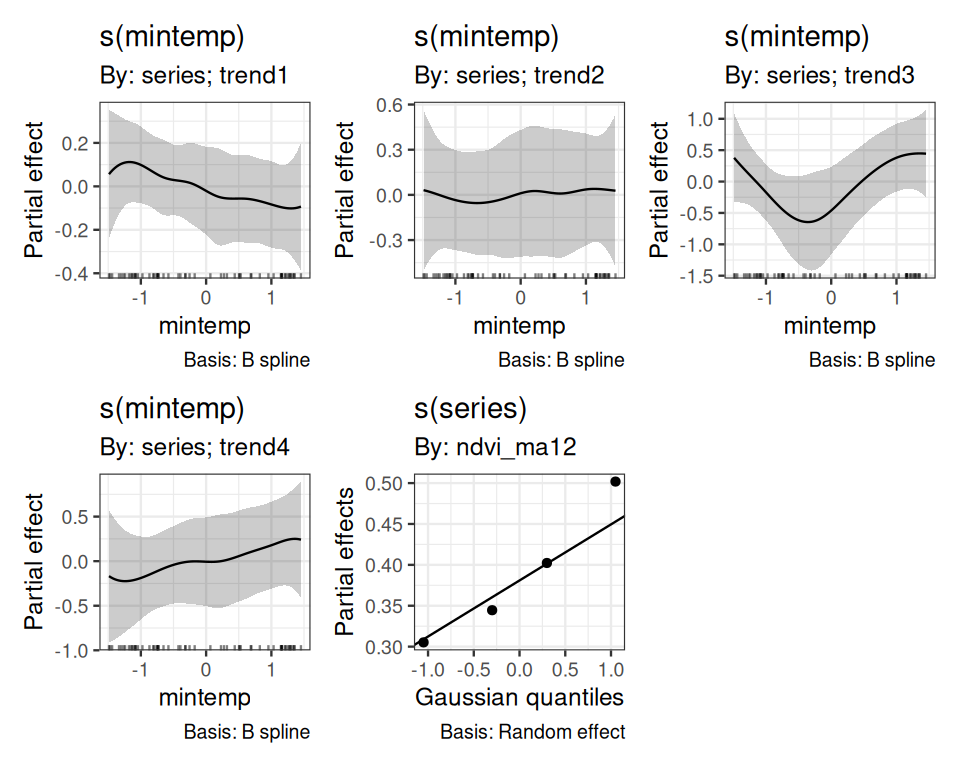 s(mintemp)
By: series; trend1
Partial effect
0.2
0.0
-0.2
-0.4
-1 0 1
mintemp
Basis: B spline
s(mintemp)
By: series; trend2
Partial effect
0.6
0.3
0.0
-0.3
-1 0 1
mintemp
Basis: B spline
s(mintemp)
By: series; trend3
Partial effect
1.0
0.5
0.0
-0.5
-1.0
-1.5
-1 0 1
mintemp
Basis: B spline
s(mintemp)
By: series; trend4
Partial effect
0.5
0.0
-0.5
-1.0
-1 0 1
mintemp
Basis: B spline
s(series)
By: ndvi_ma12
Partial effects
0.50
0.45
0.40
0.35
0.30
-1.0 -0.5 0.0 0.5 1.0
Gaussian quantiles
Basis: Random effect